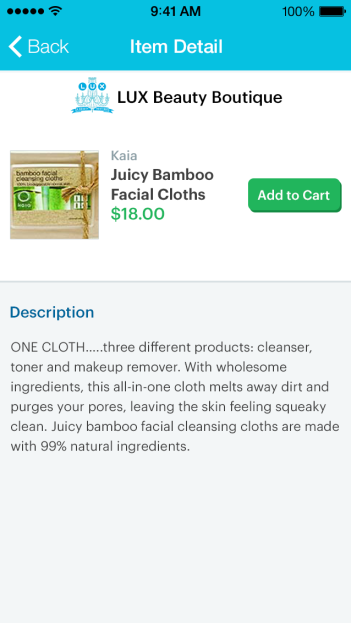 9:41 AM
100%
Back
Item Detail
LUX
LUX Beauty Boutique
Kaia
Juicy Bamboo
Facial Cloths
$18.00
Add to Cart
bamboo facial
cleansing cloths
kaia
Description
ONE CLOTH.....three different products: cleanser,
toner and makeup remover. With wholesome
ingredients, this all-in-one cloth melts away dirt and
purges your pores, leaving the skin feeling squeaky
clean. Juicy bamboo facial cleansing cloths are made
with 99% natural ingredients.